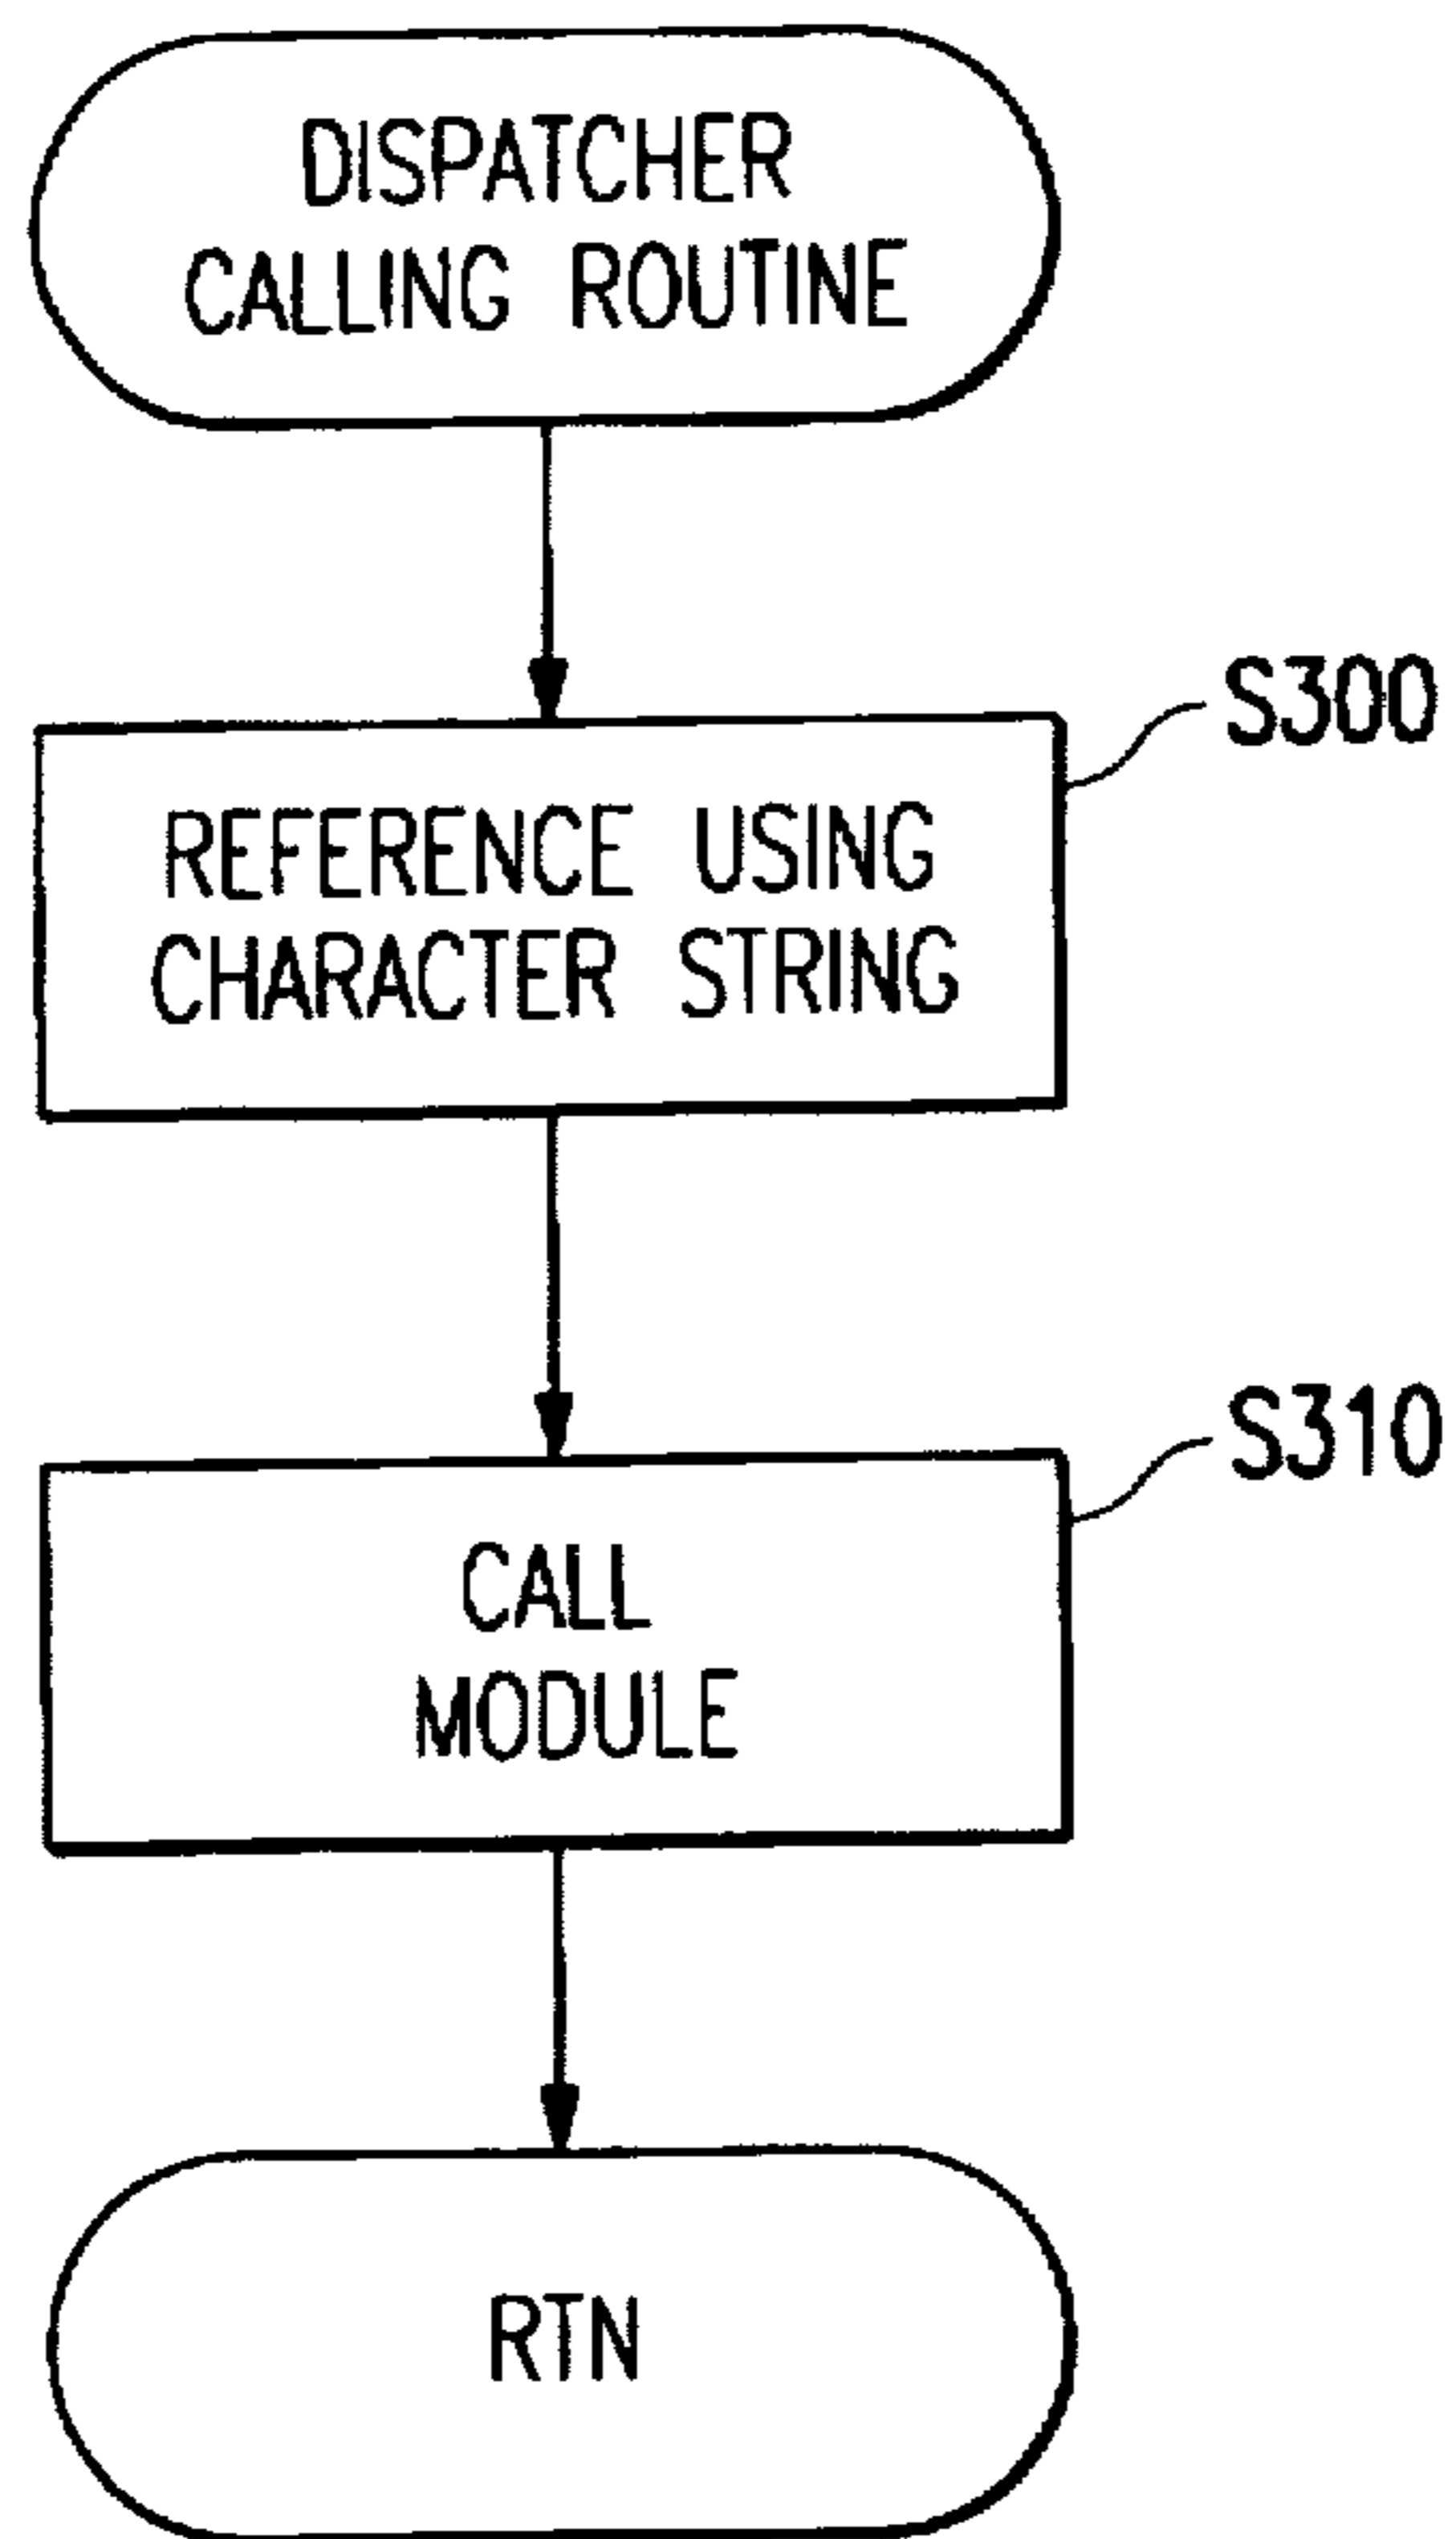 DISPATCHER
CALLING ROUTINE
S300
REFERENCE USING
CHARACTER STRING
S310
CALL
MODULE
RTN